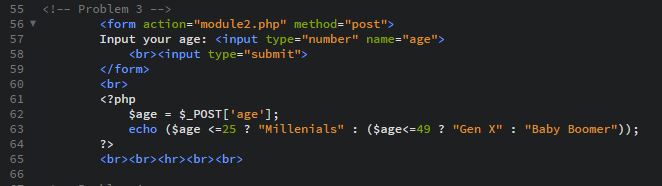 55 <!-- Problem 3 -->
56 <form action="module2.php" method="post">
57 Input your age: <input type="number" name="age">
58 <br><input type="submit">
59 </form>
60 <br>
61 <?php
62 $age = $_POST['age'];
63 echo ($age <=25 ? "Millenials" : ($age<=49 ? "Gen X" : "Baby Boomer"));
64 ?>
65 <br><br><hr><br><br>
66